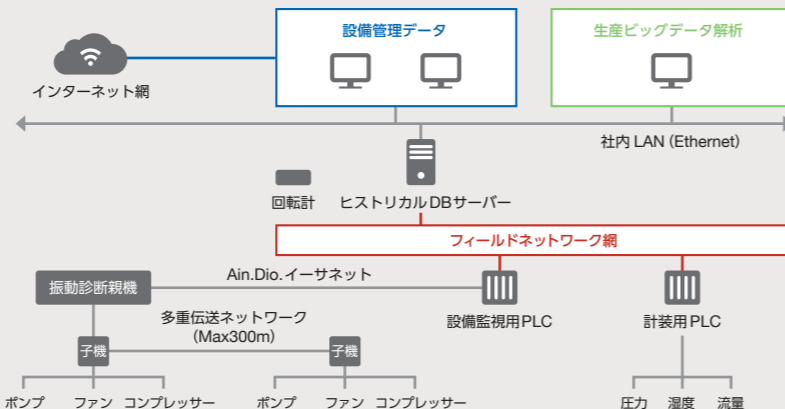 設備管理データ
生産ビッグデータ解析
インターネット網
社内 LAN (Ethernet)
回転計
ヒストリカルDBサーバー
フィールドネットワーク網
振動診断親機
Ain.Dio.イーサネット
設備監視用PLC
計装用PLC
多重伝送ネットワーク
(Max300m)
子機
子機
ポンプ
ファン
コンプレッサー
ポンプ
ファン
コンプレッサー
圧力
湿度
流量